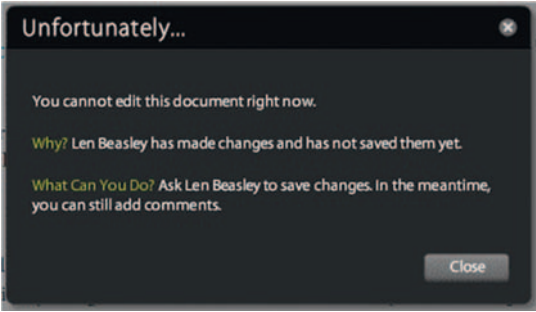 Unfortunately...
You cannot edit this document right now.
Why? Len Beasley has made changes and has not saved them yet.
What Can You Do? Ask Len Beasley to save changes. In the meantime,
you can still add comments.
Close